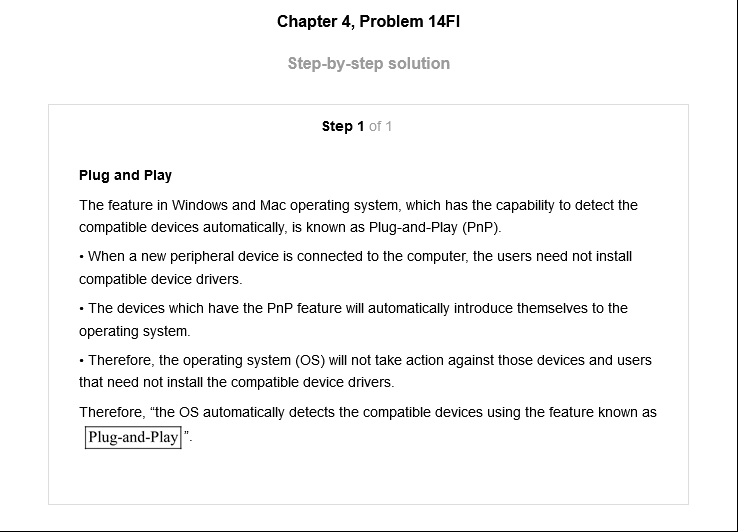 Chapter 4, Problem 14FI
Step-by-step solution
Step 1 of 1
Plug and Play
The feature in Windows and Mac operating system, which has the capability to detect the
compatible devices automatically, is known as Plug-and-Play (PnP).
• When a new peripheral device is connected to the computer, the users need not install
compatible device drivers.
• The devices which have the PnP feature will automatically introduce themselves to the
operating system.
• Therefore, the operating system (OS) will not take action against those devices and users
that need not install the compatible device drivers.
Therefore, “the OS automatically detects the compatible devices using the feature known as
Plug-and-Play”.